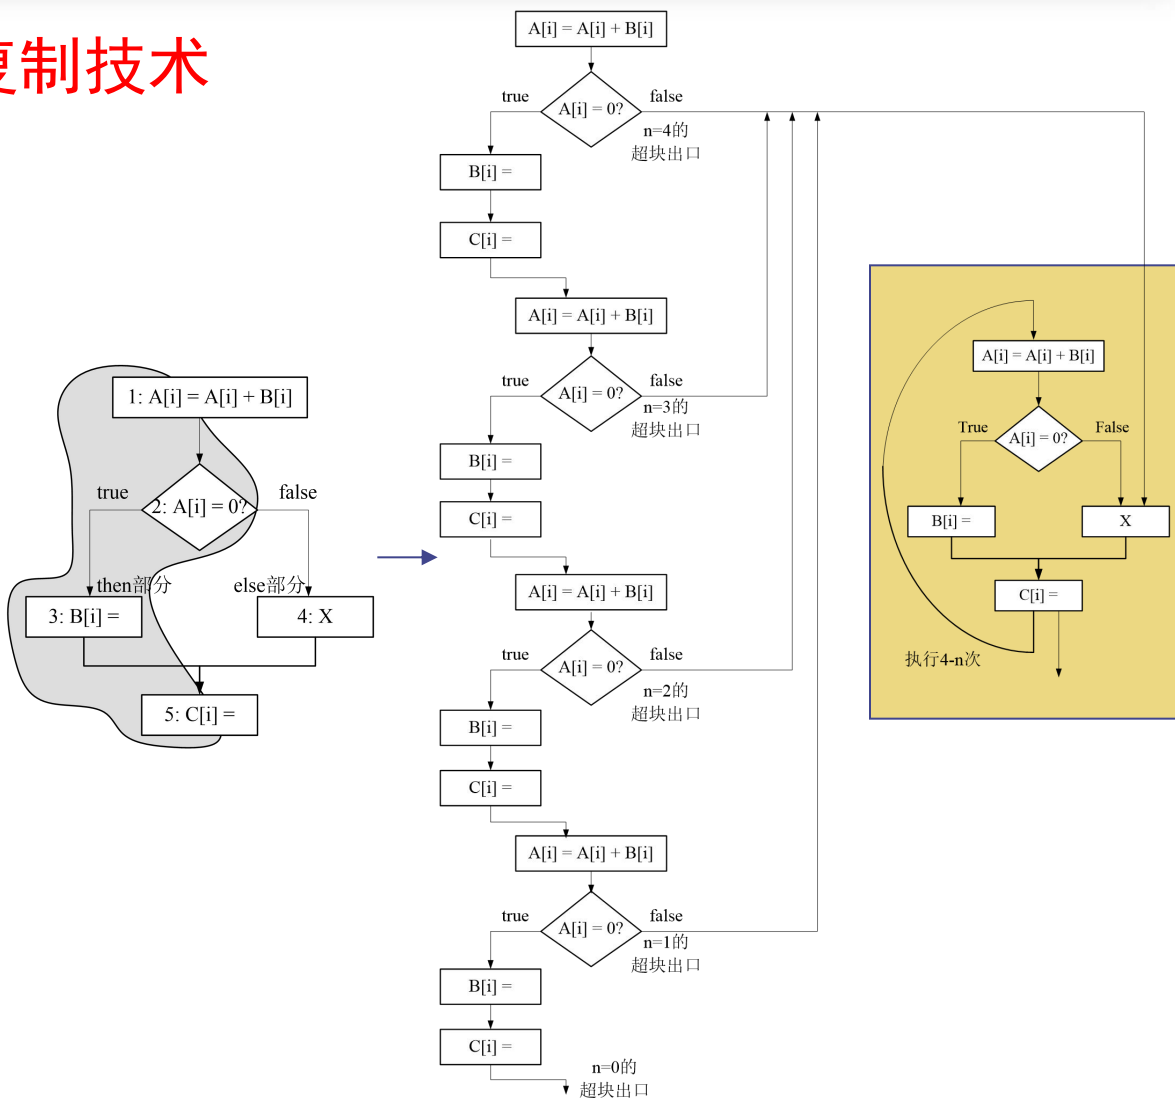 复制技术
1: A[i] = A[i] + B[i]
true
2: A[i] = 0?
false
then部分
else部分
3: B[i] =
4: X
5: C[i] =
A[i] = A[i] + B[i]
true
A[i] = 0?
false
n=4的
超块出口
B[i] =
C[i] =
A[i] = A[i] + B[i]
true
A[i] = 0?
false
n=3的
超块出口
B[i] =
C[i] =
A[i] = A[i] + B[i]
true
A[i] = 0?
false
n=2的
超块出口
B[i] =
C[i] =
A[i] = A[i] + B[i]
true
A[i] = 0?
false
n=1的
超块出口
B[i] =
C[i] =
n=0的
超块出口
A[i] = A[i] + B[i]
True
A[i] = 0?
False
B[i] =
X
C[i] =
执行4-n次